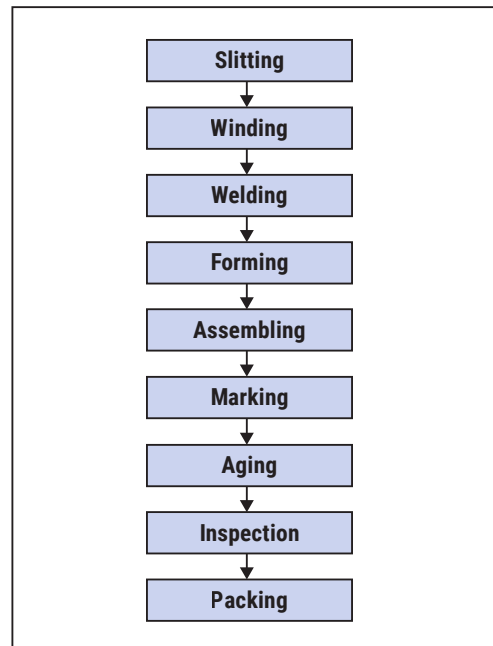 Slitting
Winding
Welding
Forming
Assembling
Marking
Aging
Inspection
Packing